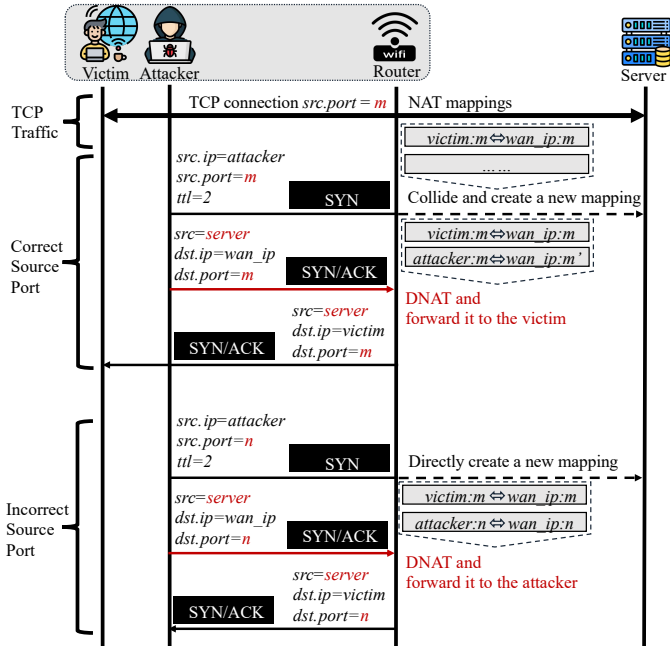 wifi
Victim
Attacker
Router
Server
TCP
Traffic
TCP connection src.port = m
NAT mappings
victim:m⇔wan_ip:m
……
Correct
Source
Port
src.ip=attacker
src.port=m
ttl=2
SYN
Collide and create a new mapping
victim:m⇔wan_ip:m
attacker:m⇔wan_ip:m’
src=server
dst.ip=wan_ip
dst.port=m
SYN/ACK
DNAT and
forward it to the victim
src=server
dst.ip=victim
dst.port=m
SYN/ACK
Incorrect
Source
Port
src.ip=attacker
src.port=n
ttl=2
SYN
Directly create a new mapping
victim:m⇔wan_ip:m
attacker:n⇔wan_ip:n
src=server
dst.ip=wan_ip
dst.port=n
SYN/ACK
DNAT and
forward it to the attacker
src=server
dst.ip=victim
dst.port=n
SYN/ACK